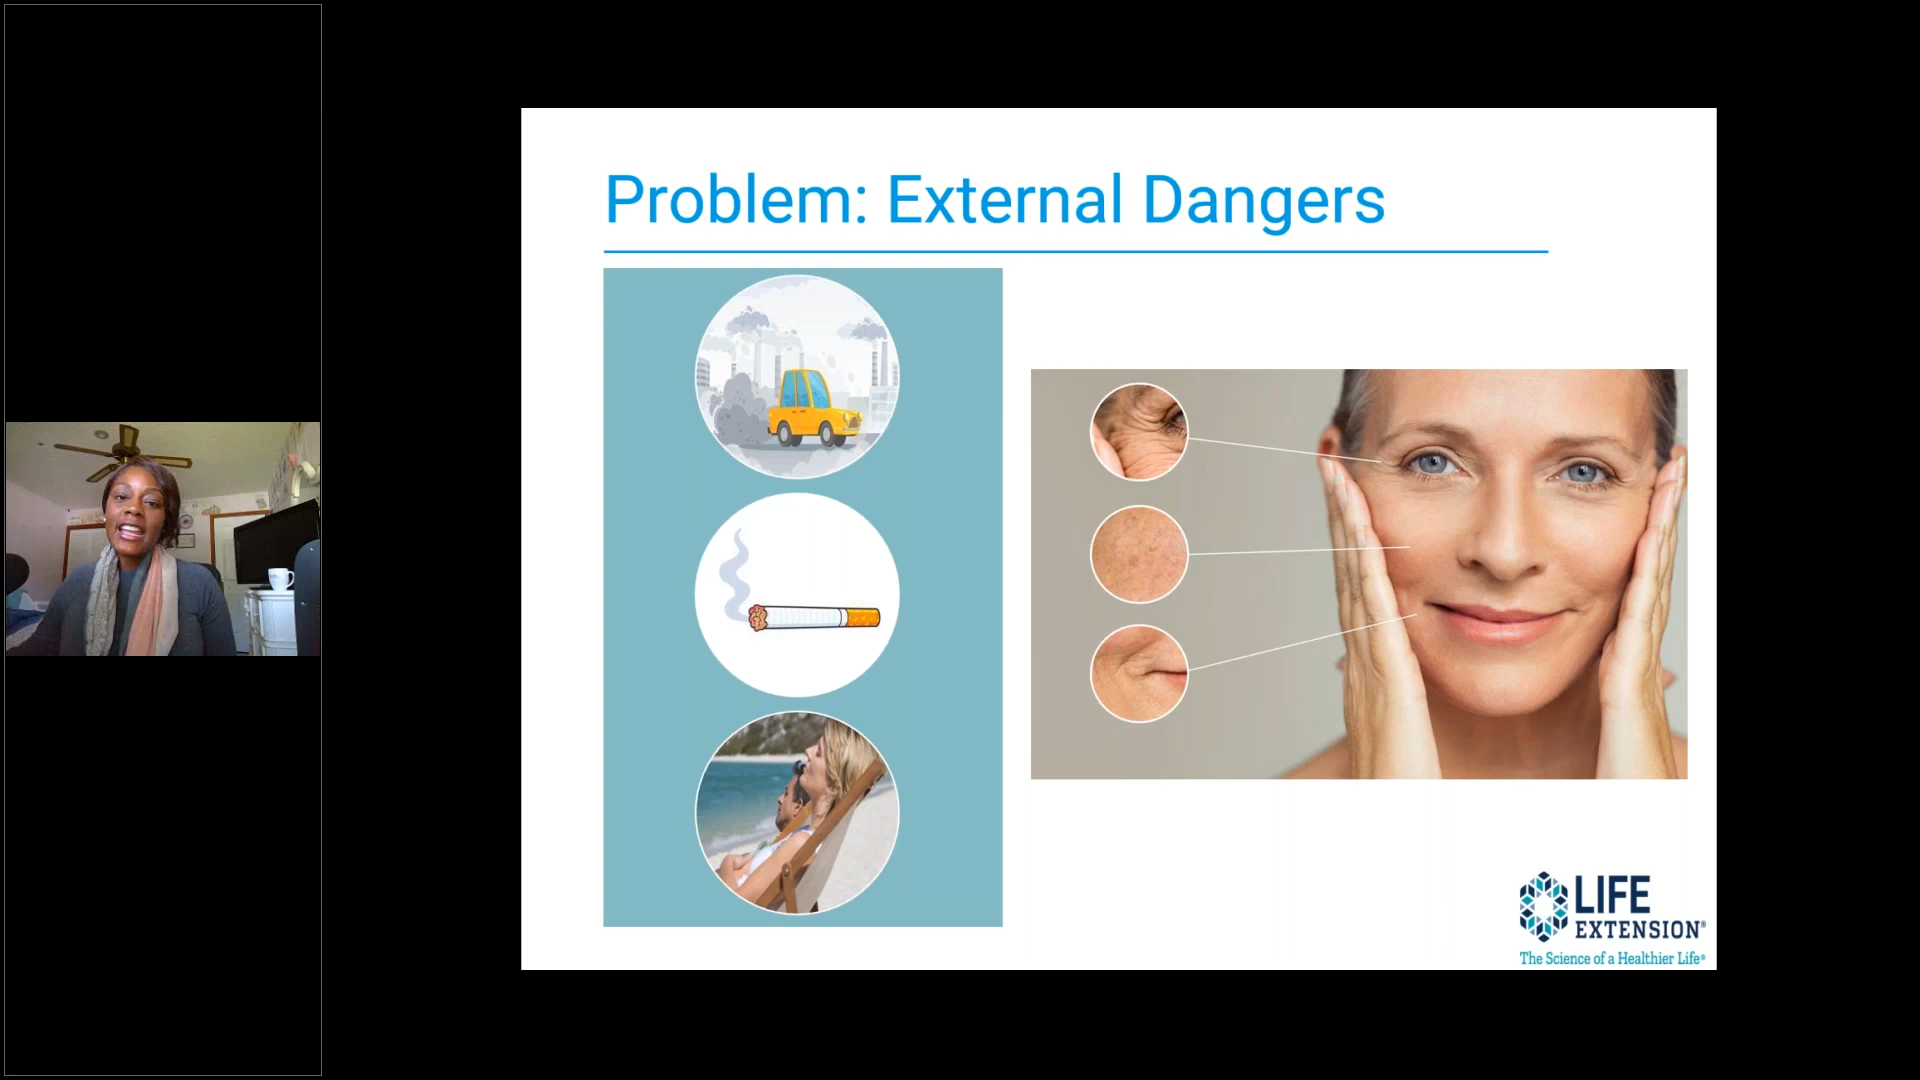 Problem: External Dangers
LIFE
EXTENSION®
The Science of a Healthier Life®